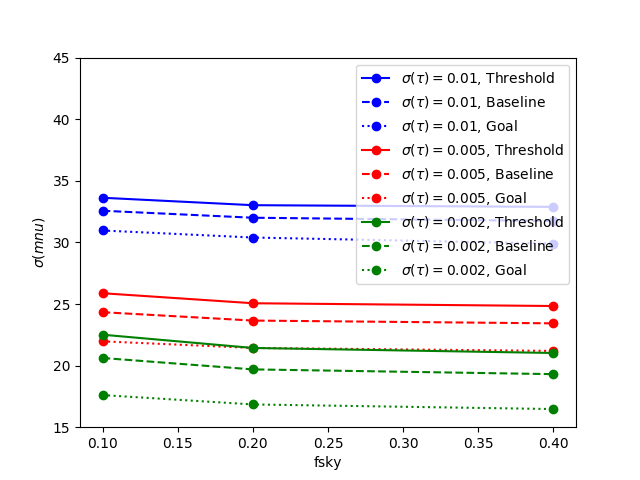 45
40
35
30
25
20
15
σ(mnu)
σ(τ) = 0.01, Threshold
σ(τ) = 0.01, Baseline
σ(τ) = 0.01, Goal
σ(τ) = 0.005, Threshold
σ(τ) = 0.005, Baseline
σ(τ) = 0.005, Goal
σ(τ) = 0.002, Threshold
σ(τ) = 0.002, Baseline
σ(τ) = 0.002, Goal
0.10 0.15 0.20 0.25 0.30 0.35 0.40
fsky